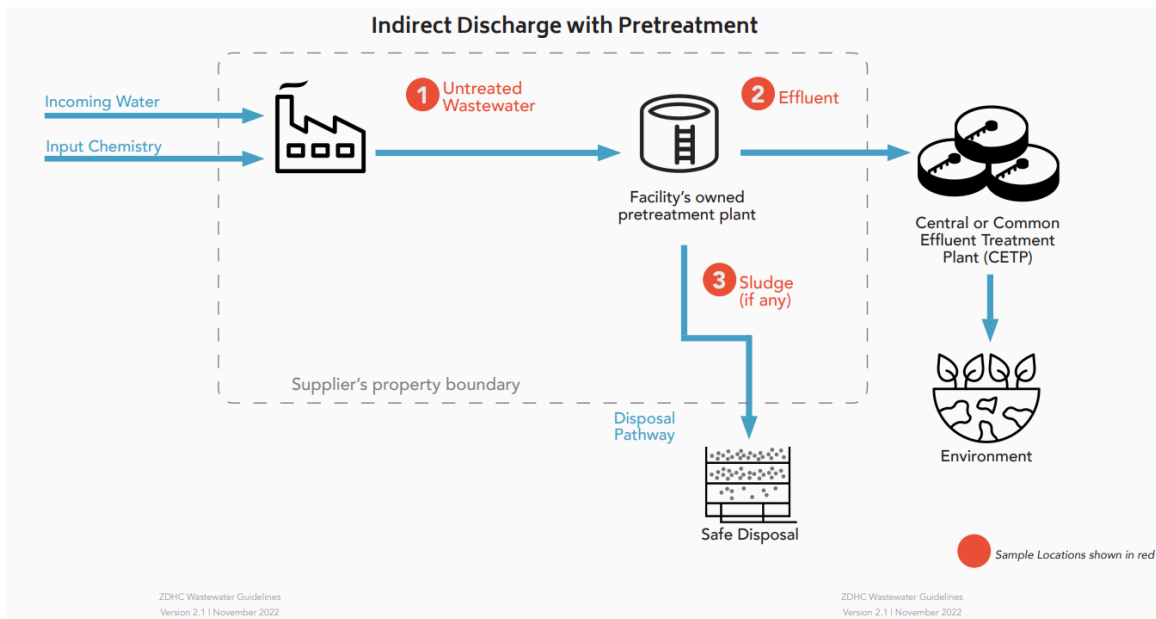 Indirect Discharge with Pretreatment
Incoming Water
Input Chemistry
1
Untreated
Wastewater
2
Effluent
Facility's owned
pretreatment plant
Central or Common
Effluent Treatment
Plant (CETP)
3
Sludge
(if any)
Supplier's property boundary
Disposal
Pathway
Safe Disposal
Environment
Sample Locations shown in red
ZDHC Wastewater Guidelines
Version 2.1 I November 2022
ZDHC Wastewater Guidelines
Version 2.1 I November 2022